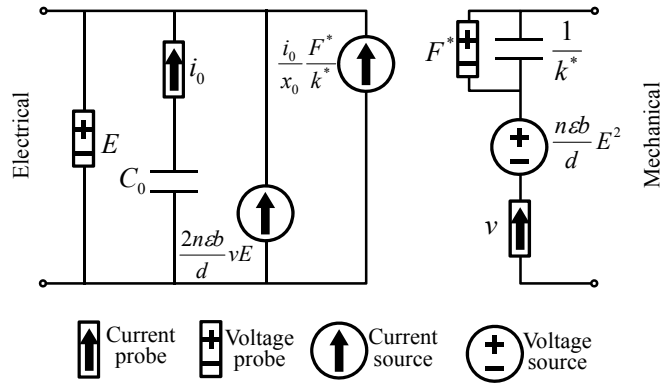 Electrical
E
i₀
C₀
2nεb/d vE
i₀/x₀ F*/k*
F*
1/k*
nεb/d E²
v
Mechanical
Current probe
Voltage probe
Current source
Voltage source